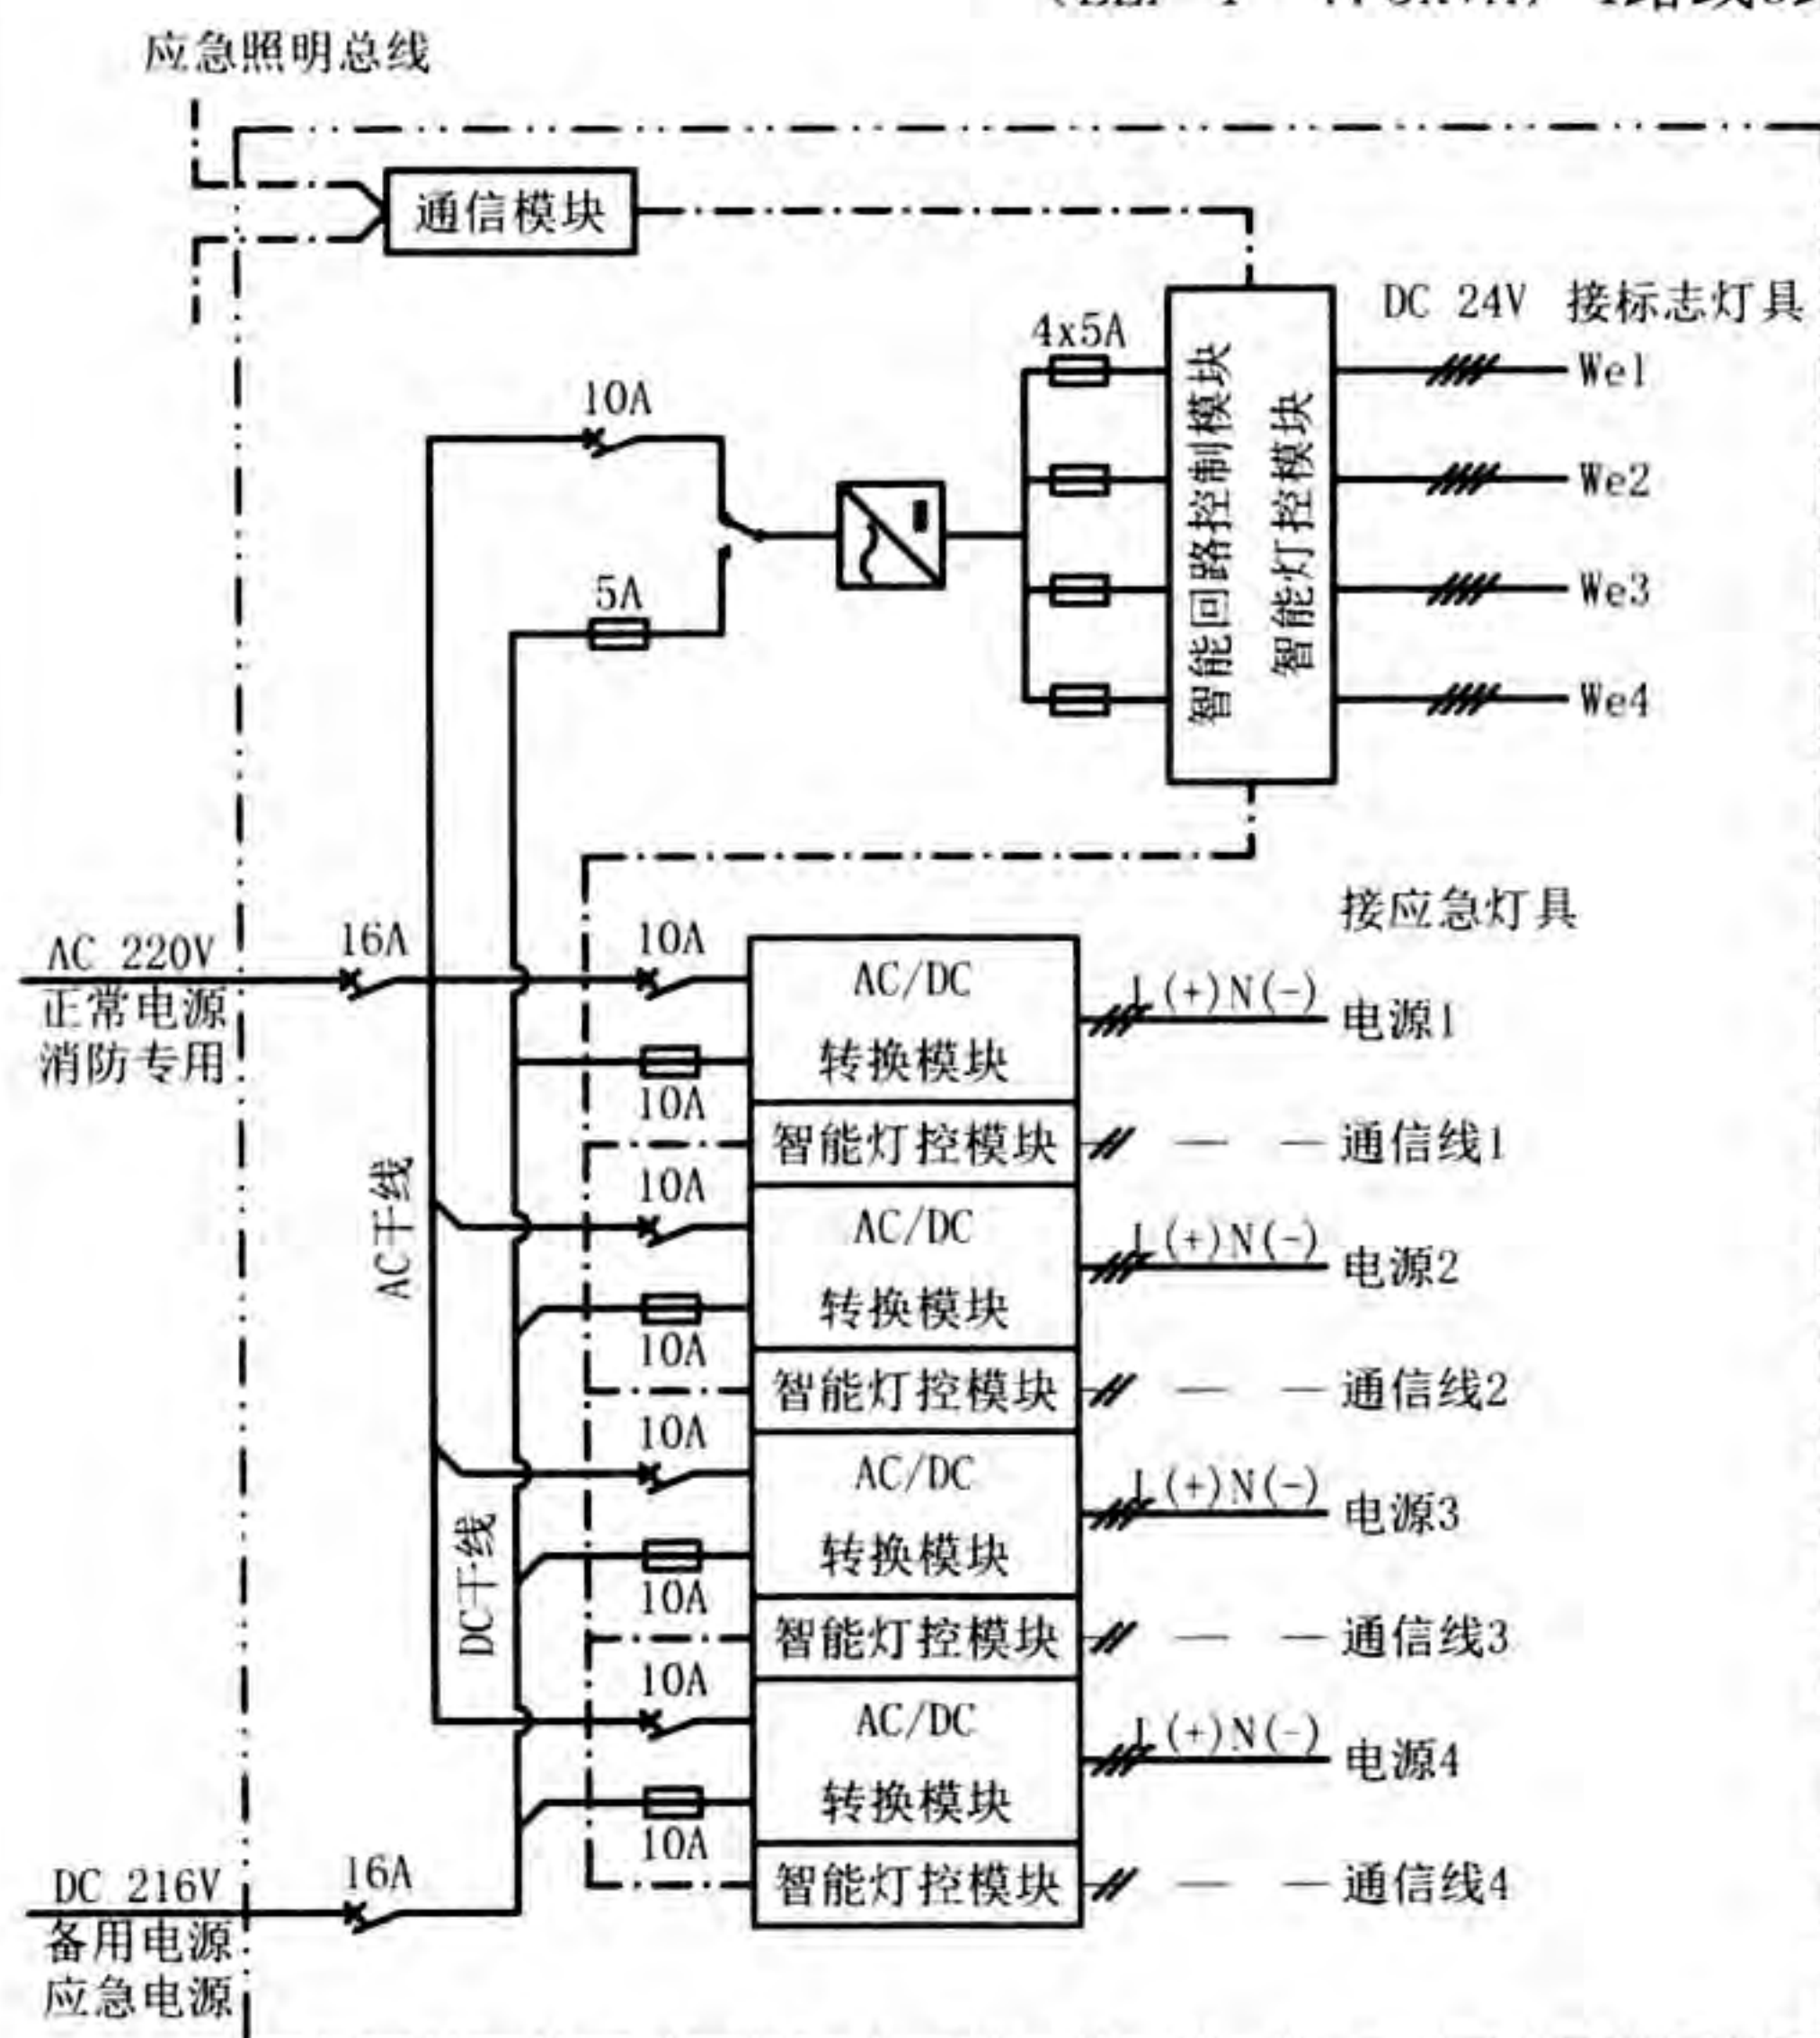 应急照明总线
通信模块
DC 24V 接标志灯具
4x5A
We1
10A
We2
5A
We3
We4
智能回路控制模块
智能灯控模块
接应急灯具
AC 220V
正常电源
消防专用
16A
10A
AC/DC
转换模块
L(+)N(-)
电源1
10A
智能灯控模块
通信线1
AC干线
10A
AC/DC
转换模块
L(+)N(-)
电源2
10A
智能灯控模块
通信线2
10A
AC/DC
转换模块
L(+)N(-)
电源3
DC干线
10A
智能灯控模块
通信线3
10A
AC/DC
转换模块
L(+)N(-)
电源4
10A
智能灯控模块
通信线4
DC 216V
备用电源
应急电源
16A